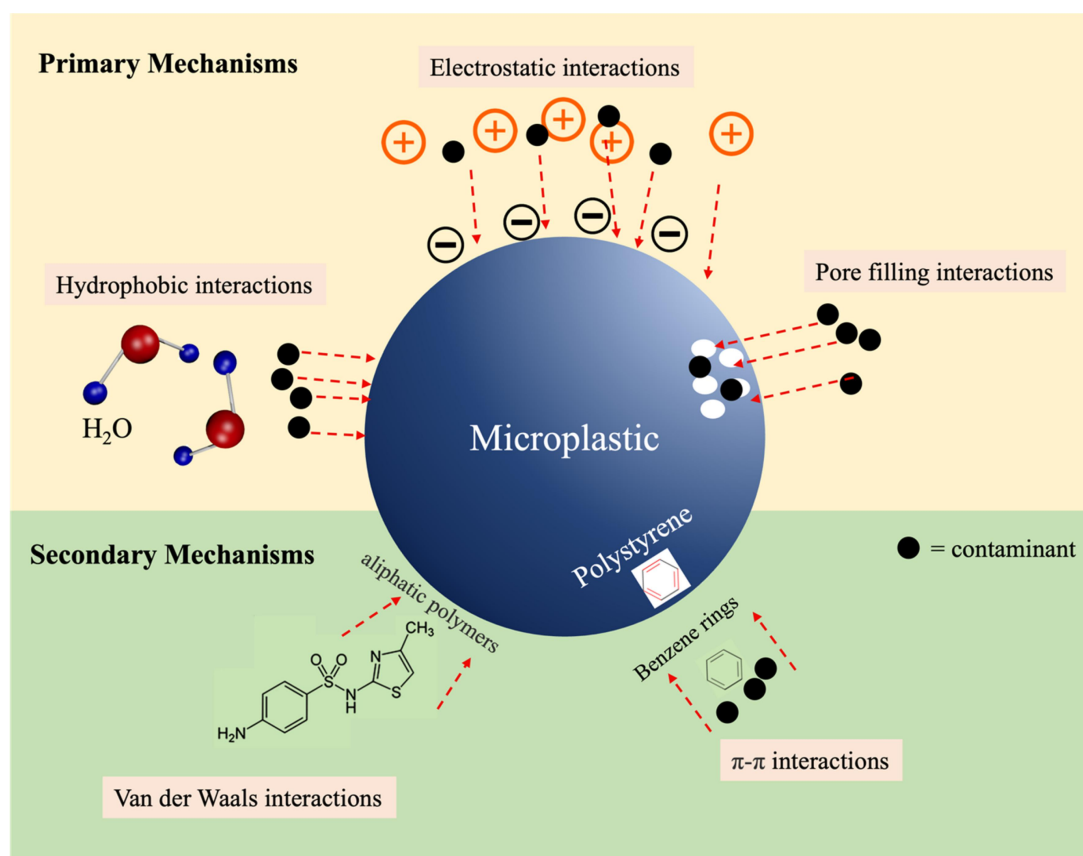 Primary Mechanisms
Electrostatic interactions
+
+
+
+
+
−
−
−
−
Hydrophobic interactions
Pore filling interactions
H₂O
Microplastic
Secondary Mechanisms
Polystyrene
= contaminant
aliphatic polymers
Benzene rings
CH₃
O O
N
S
N
H
S
H₂N
π-π interactions
Van der Waals interactions